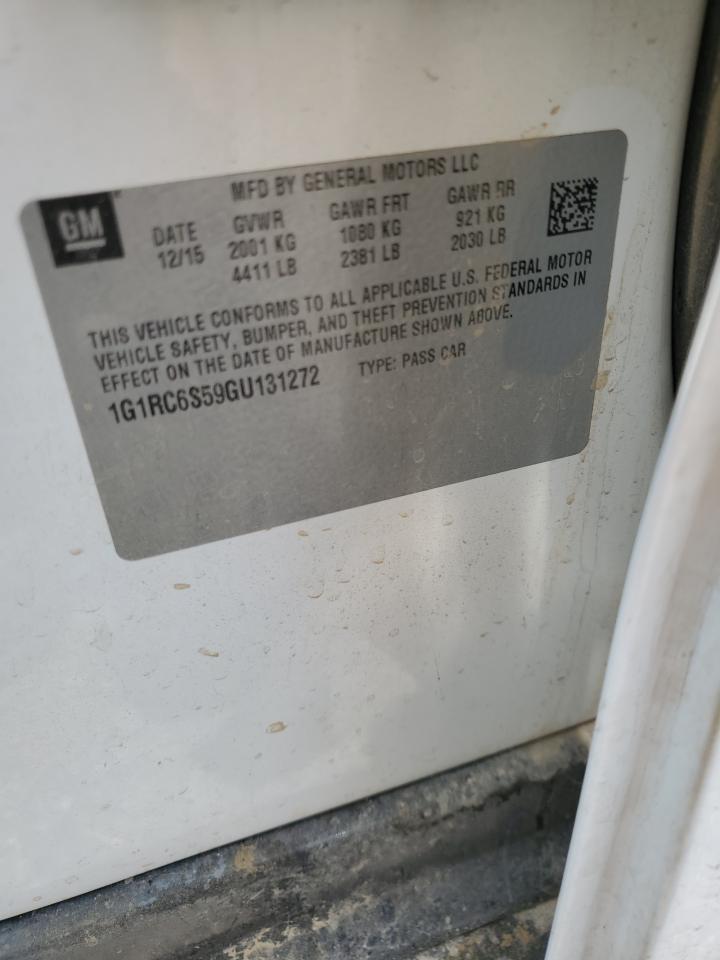 MFD BY GENERAL MOTORS LLC
GM
DATE GVWR GAWR FRT GAWR RR
12/15 2001 KG 1080 KG 921 KG
4411 LB 2381 LB 2030 LB
THIS VEHICLE CONFORMS TO ALL APPLICABLE U.S. FEDERAL MOTOR
VEHICLE SAFETY, BUMPER, AND THEFT PREVENTION STANDARDS IN
EFFECT ON THE DATE OF MANUFACTURE SHOWN ABOVE.
1G1RC6S59GU131272 TYPE: PASS CAR